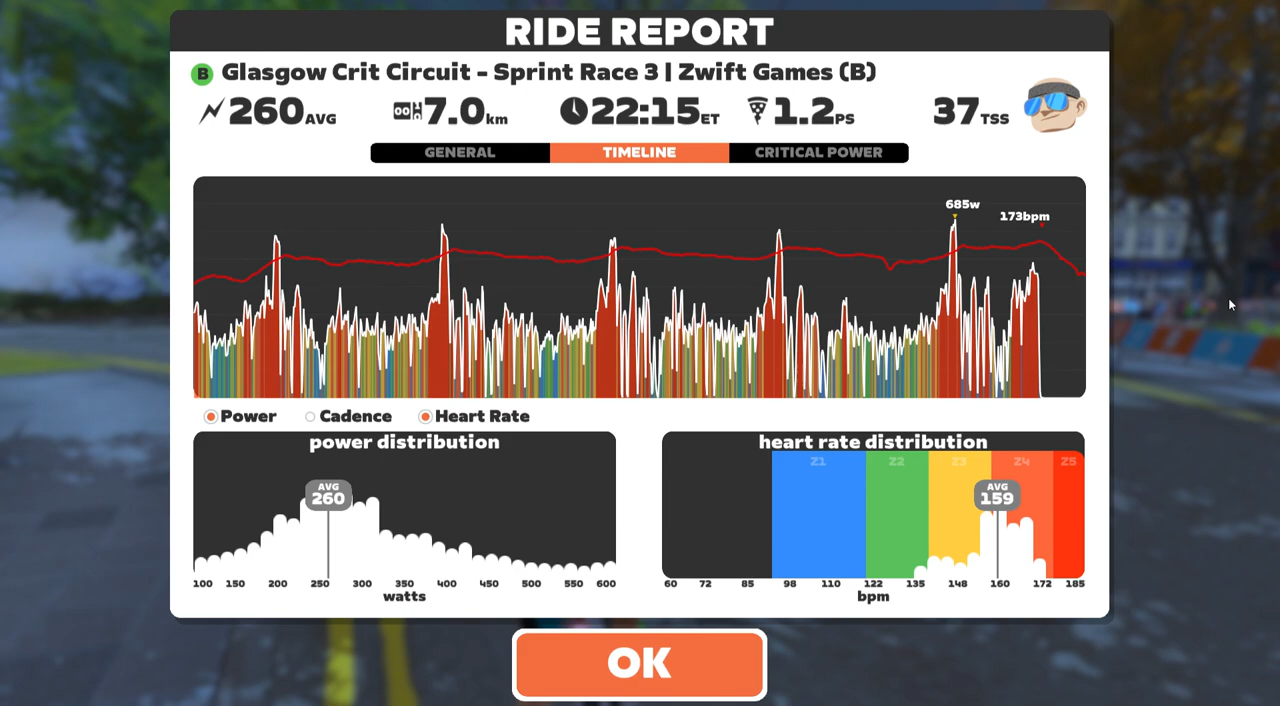 RIDE REPORT
B Glasgow Crit Circuit - Sprint Race 3 | Zwift Games (B)
260AVG 7.0km 22:15ET 1.2PS 37TSS
GENERAL TIMELINE CRITICAL POWER
685w
173bpm
Power Cadence Heart Rate
power distribution
AVG
260
100 150 200 250 300 350 400 450 500 550 600
watts
heart rate distribution
Z1 Z2 Z3 Z4 Z5
AVG
159
60 72 85 98 110 122 135 148 160 172 185
bpm
OK